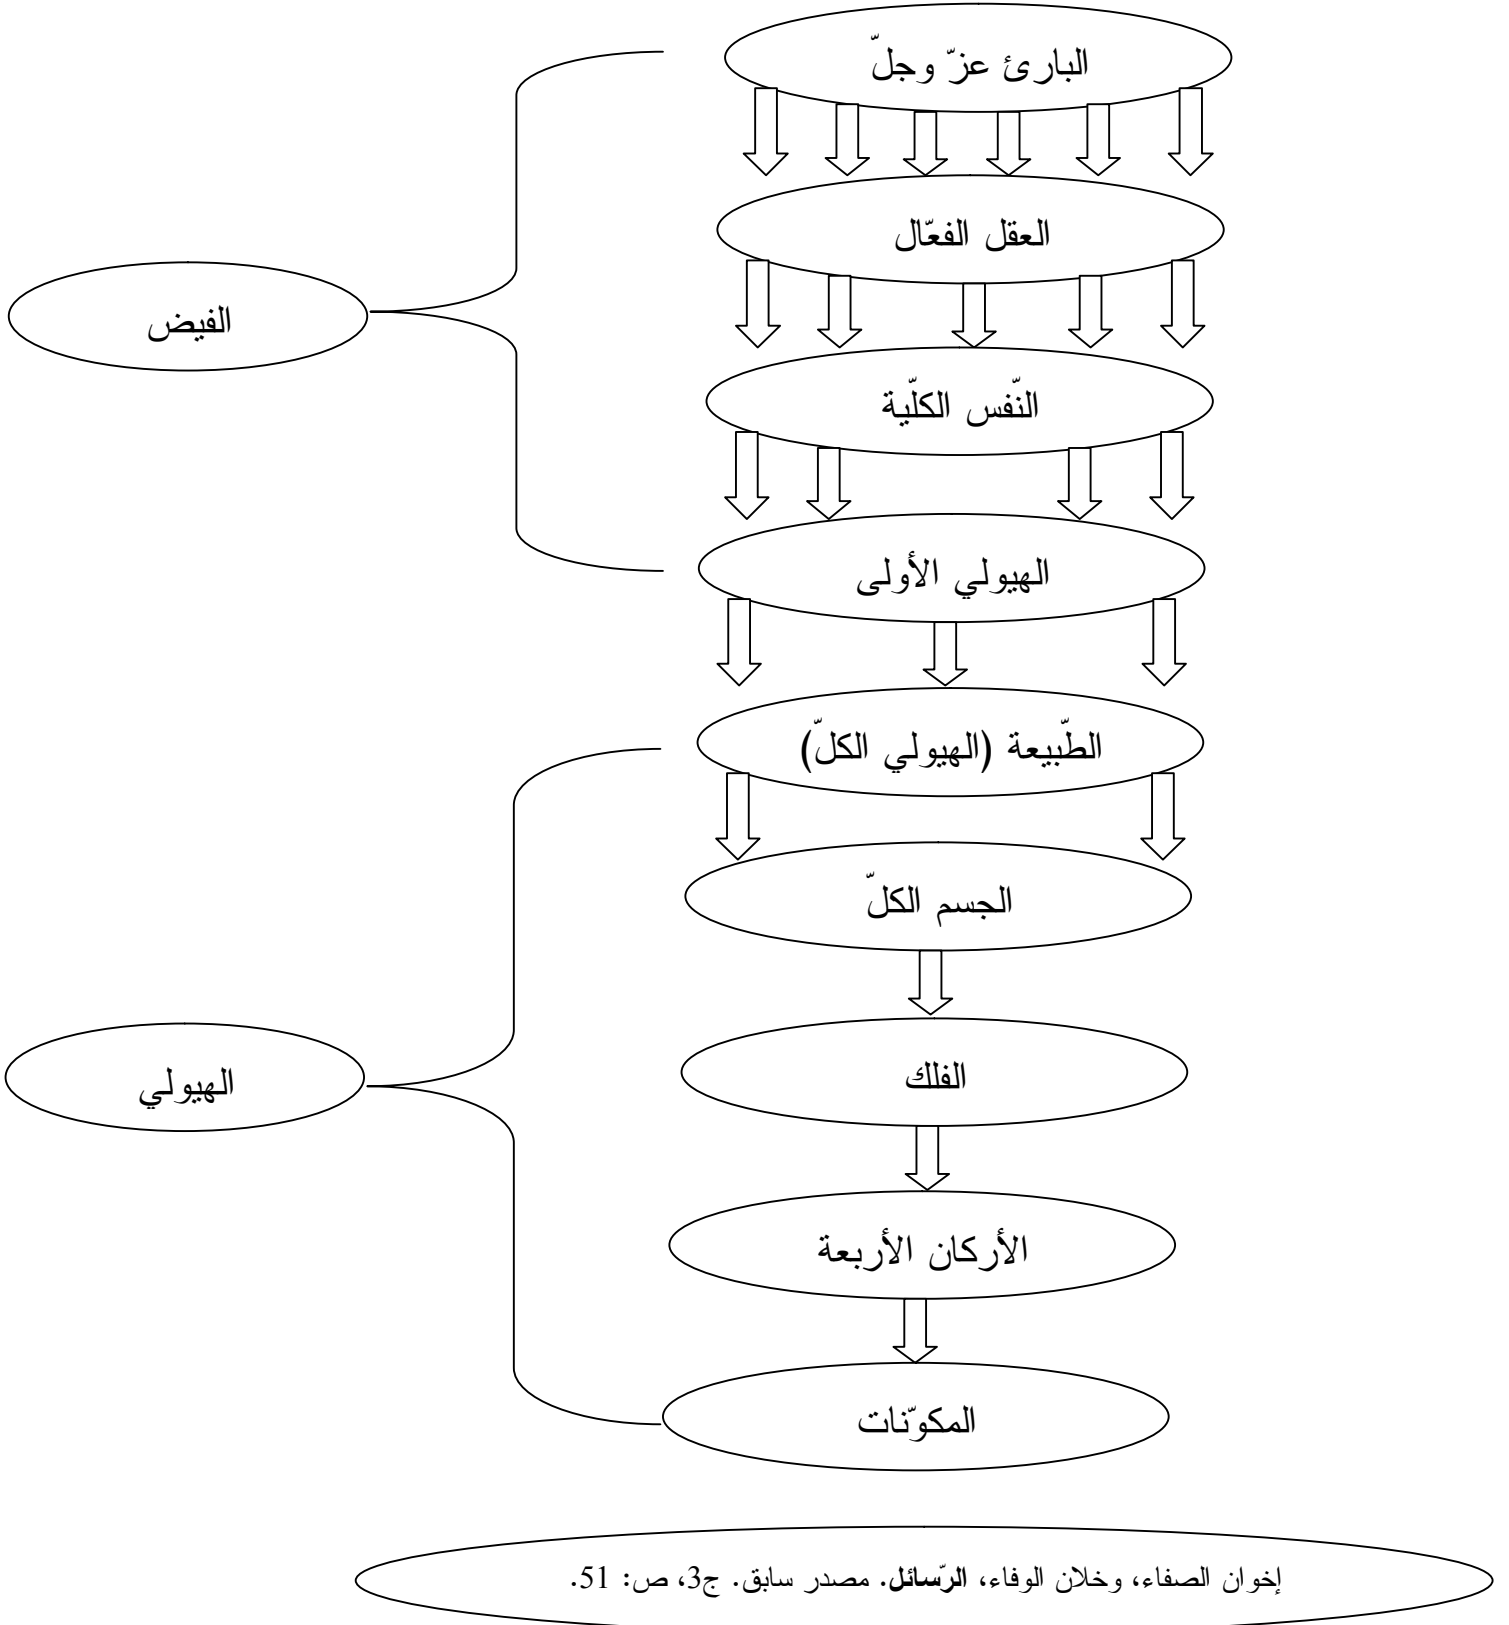 البارئ عزّ وجلّ
العقل الفعّال
الفيض
النّفس الكلّية
الهيولي الأولى
الطّبيعة (الهيولي الكلّ)
الجسم الكلّ
الفلك
الهيولي
الأركان الأربعة
المكوّنات
إخوان الصفاء، وخلان الوفاء، الرّسائل. مصدر سابق. ج3، ص: 51.